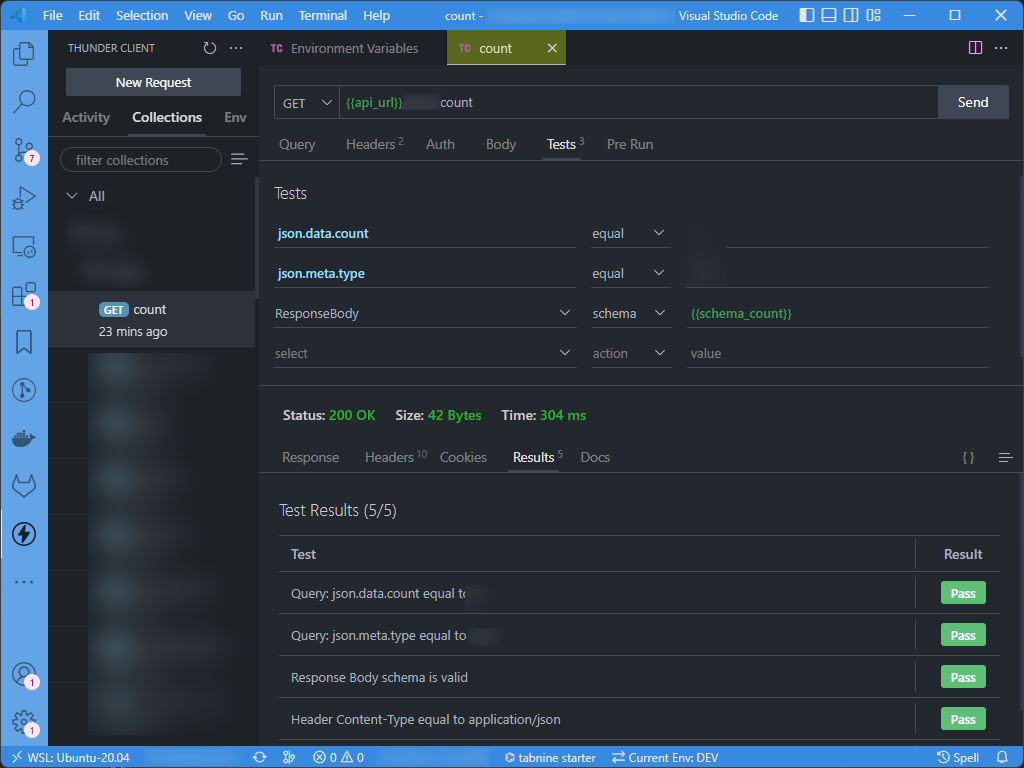 File Edit Selection View Go Run Terminal Help count - Visual Studio Code
THUNDER CLIENT
TC Environment Variables
TC count
New Request
Activity Collections Env
filter collections
All
GET count
23 mins ago
7
1
1
1
GET {{api_url}} count Send
Query Headers 2 Auth Body Tests 3 Pre Run
Tests
json.data.count equal
json.meta.type equal
ResponseBody schema {{schema_count}}
select action value
Status: 200 OK Size: 42 Bytes Time: 304 ms
Response Headers 10 Cookies Results 5 Docs { }
Test Results (5/5)
Test Result
Query: json.data.count equal to Pass
Query: json.meta.type equal to Pass
Response Body schema is valid Pass
Header Content-Type equal to application/json Pass
WSL: Ubuntu-20.04 0 0 tabnine starter Current Env: DEV Spell